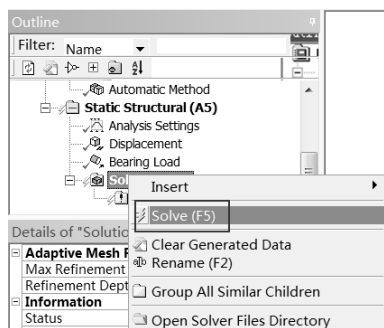 Outline
Filter: Name
Automatic Method
Static Structural (A5)
Analysis Settings
Displacement
Bearing Load
Insert
Solve (F5)
Clear Generated Data
Rename (F2)
Group All Similar Children
Open Solver Files Directory
Details of "Solutio
Adaptive Mesh R
Max Refinement
Refinement Dept
Information
Status